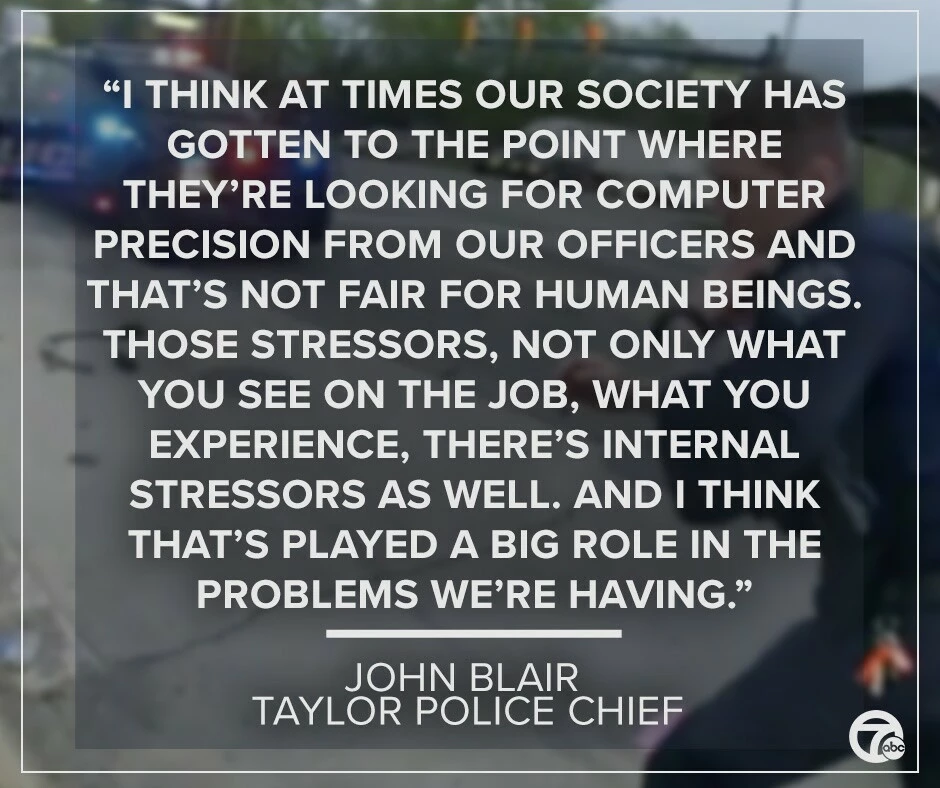 “I THINK AT TIMES OUR SOCIETY HAS
GOTTEN TO THE POINT WHERE
THEY’RE LOOKING FOR COMPUTER
PRECISION FROM OUR OFFICERS AND
THAT’S NOT FAIR FOR HUMAN BEINGS.
THOSE STRESSORS, NOT ONLY WHAT
YOU SEE ON THE JOB, WHAT YOU
EXPERIENCE, THERE’S INTERNAL
STRESSORS AS WELL. AND I THINK
THAT’S PLAYED A BIG ROLE IN THE
PROBLEMS WE’RE HAVING.”
JOHN BLAIR
TAYLOR POLICE CHIEF
7abc